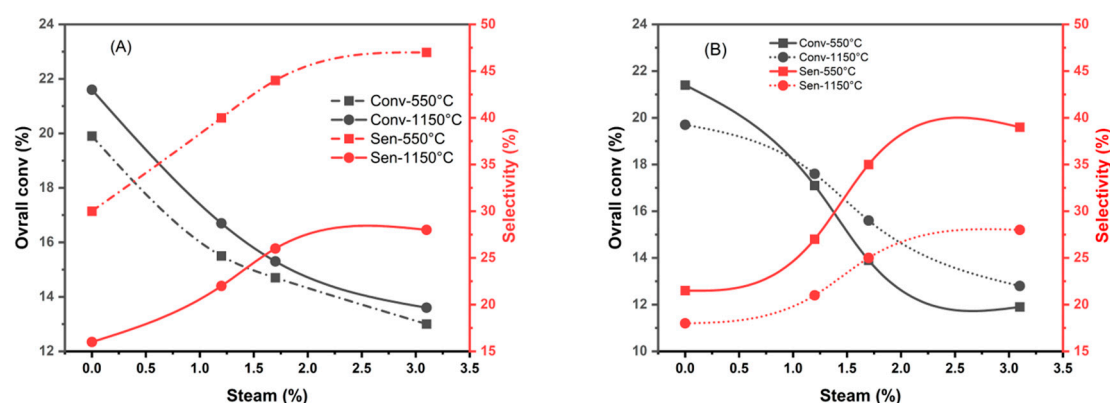 (A)
24
22
20
18
16
14
12
Ovrall conv (%)
50
45
40
35
30
25
20
15
Selectivity (%)
Conv-550°C
Conv-1150°C
Sen-550°C
Sen-1150°C
0.0 0.5 1.0 1.5 2.0 2.5 3.0 3.5
Steam (%)
(B)
24
22
20
18
16
14
12
10
Ovrall conv (%)
50
45
40
35
30
25
20
15
Selectivity (%)
Conv-550°C
Conv-1150°C
Sen-550°C
Sen-1150°C
0.0 0.5 1.0 1.5 2.0 2.5 3.0 3.5
Steam (%)